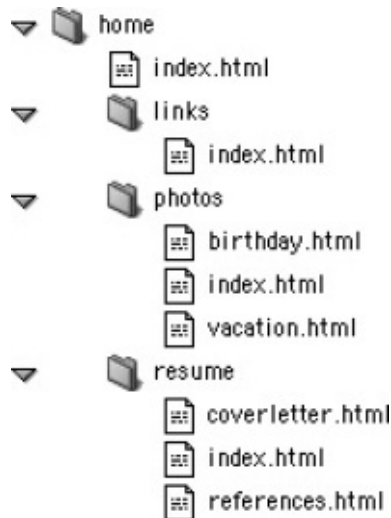 home
index.html
links
index.html
photos
birthday.html
index.html
vacation.html
resume
coverletter.html
index.html
references.html